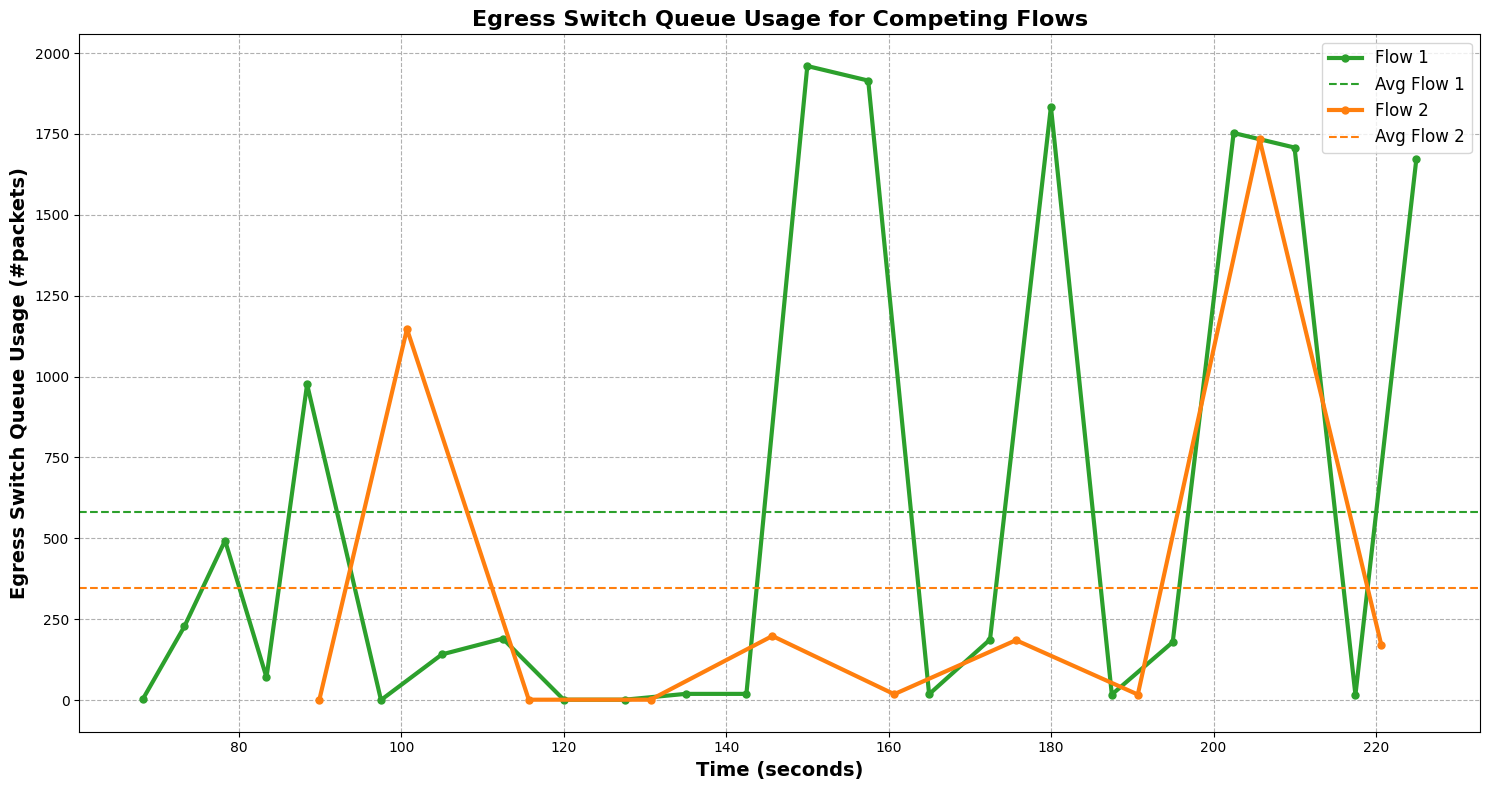 Egress Switch Queue Usage for Competing Flows
Egress Switch Queue Usage (#packets)
2000
1750
1500
1250
1000
750
500
250
0
Flow 1
Avg Flow 1
Flow 2
Avg Flow 2
80 100 120 140 160 180 200 220
Time (seconds)